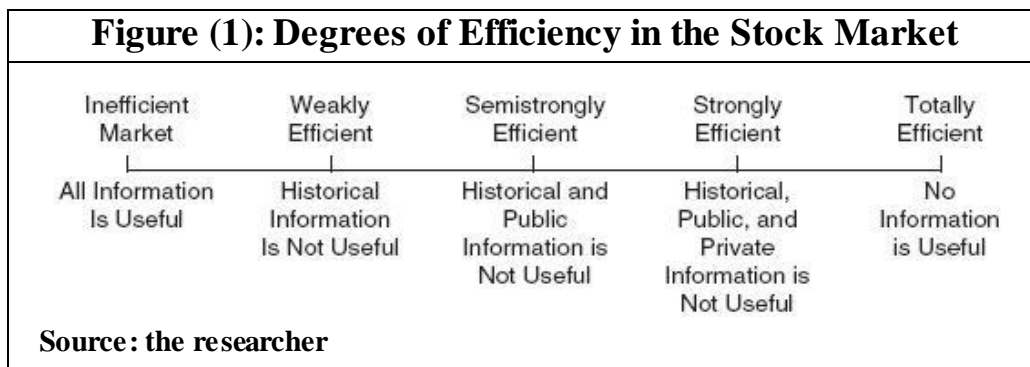 Figure (1): Degrees of Efficiency in the Stock Market
Inefficient
Market
Weakly
Efficient
Semistrongly
Efficient
Strongly
Efficient
Totally
Efficient
All Information
Is Useful
Historical
Information
Is Not Useful
Historical and
Public
Information is
Not Useful
Historical,
Public, and
Private
Information is
Not Useful
No
Information
is Useful
Source: the researcher